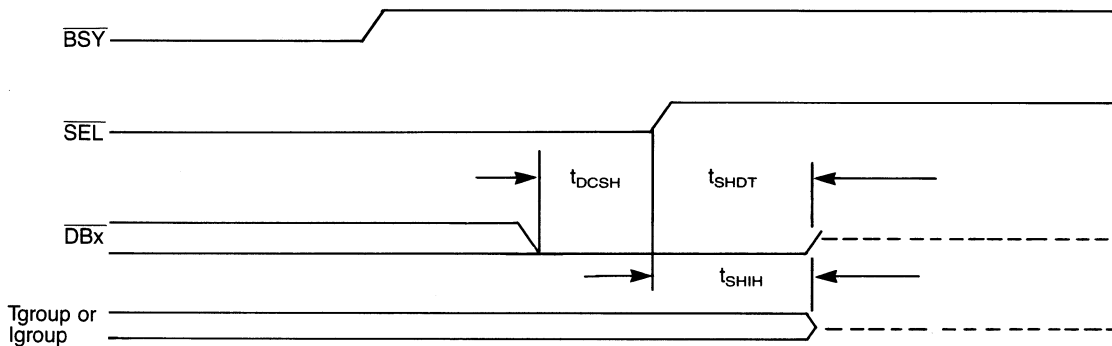 BSY
SEL
tDCSH
tSHDT
DBx
tSHIH
Tgroup or
Igroup